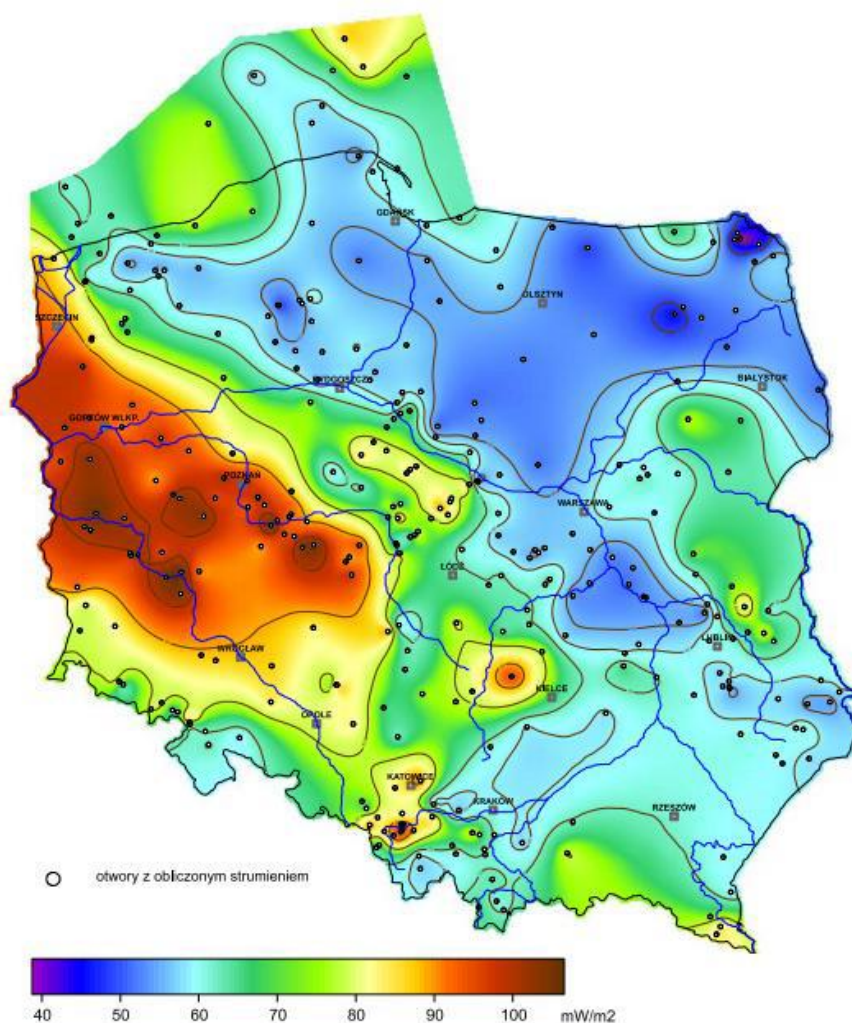 GDAŃSK
OLSZTYN
SZCZECIN
BYDGOSZCZ
BIAŁYSTOK
GORZÓW WLKP.
POZNAŃ
WARSZAWA
ŁÓDŹ
LUBLIN
WROCŁAW
KIELCE
OPOLE
KATOWICE
KRAKÓW
RZESZÓW
otwory z obliczonym strumieniem
40 50 60 70 80 90 100 mW/m2